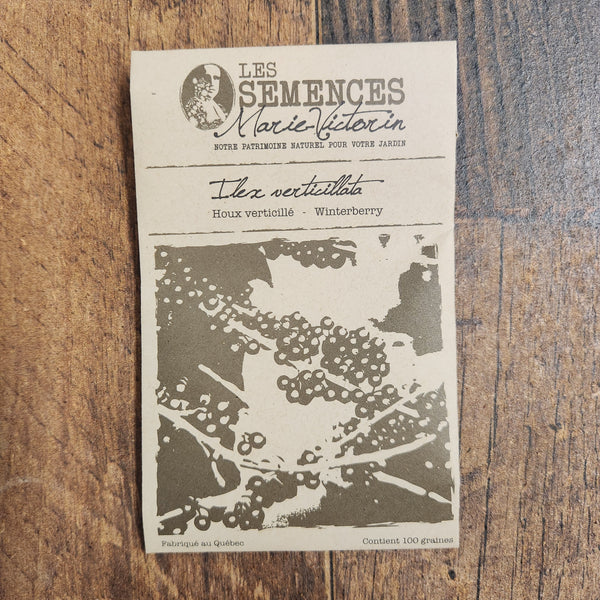 LES
SEMENCES
Marie-Victorin
NOTRE PATRIMOINE NATUREL POUR VOTRE JARDIN
Ilex verticillata
Houx verticillé - Winterberry
Fabriqué au Québec
Contient 100 graines